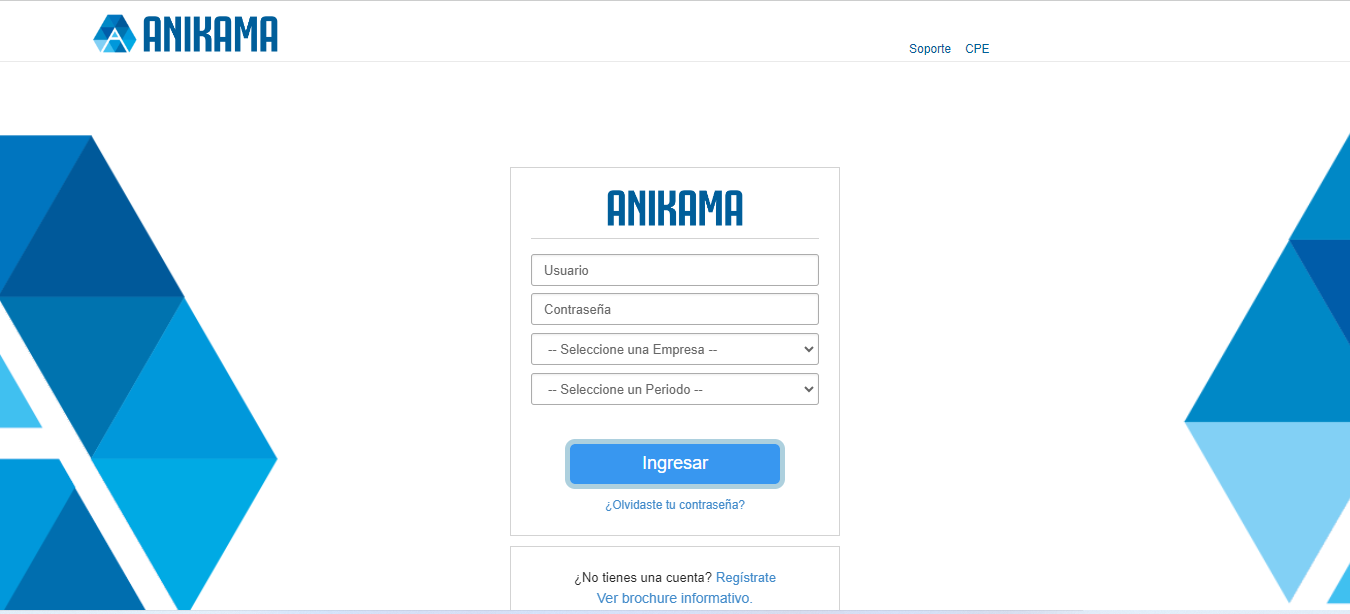 ANIKAMA
Soporte CPE
ANIKAMA
Usuario
Contraseña
-- Seleccione una Empresa --
-- Seleccione un Periodo --
Ingresar
¿Olvidaste tu contraseña?
¿No tienes una cuenta? Regístrate
Ver brochure informativo.